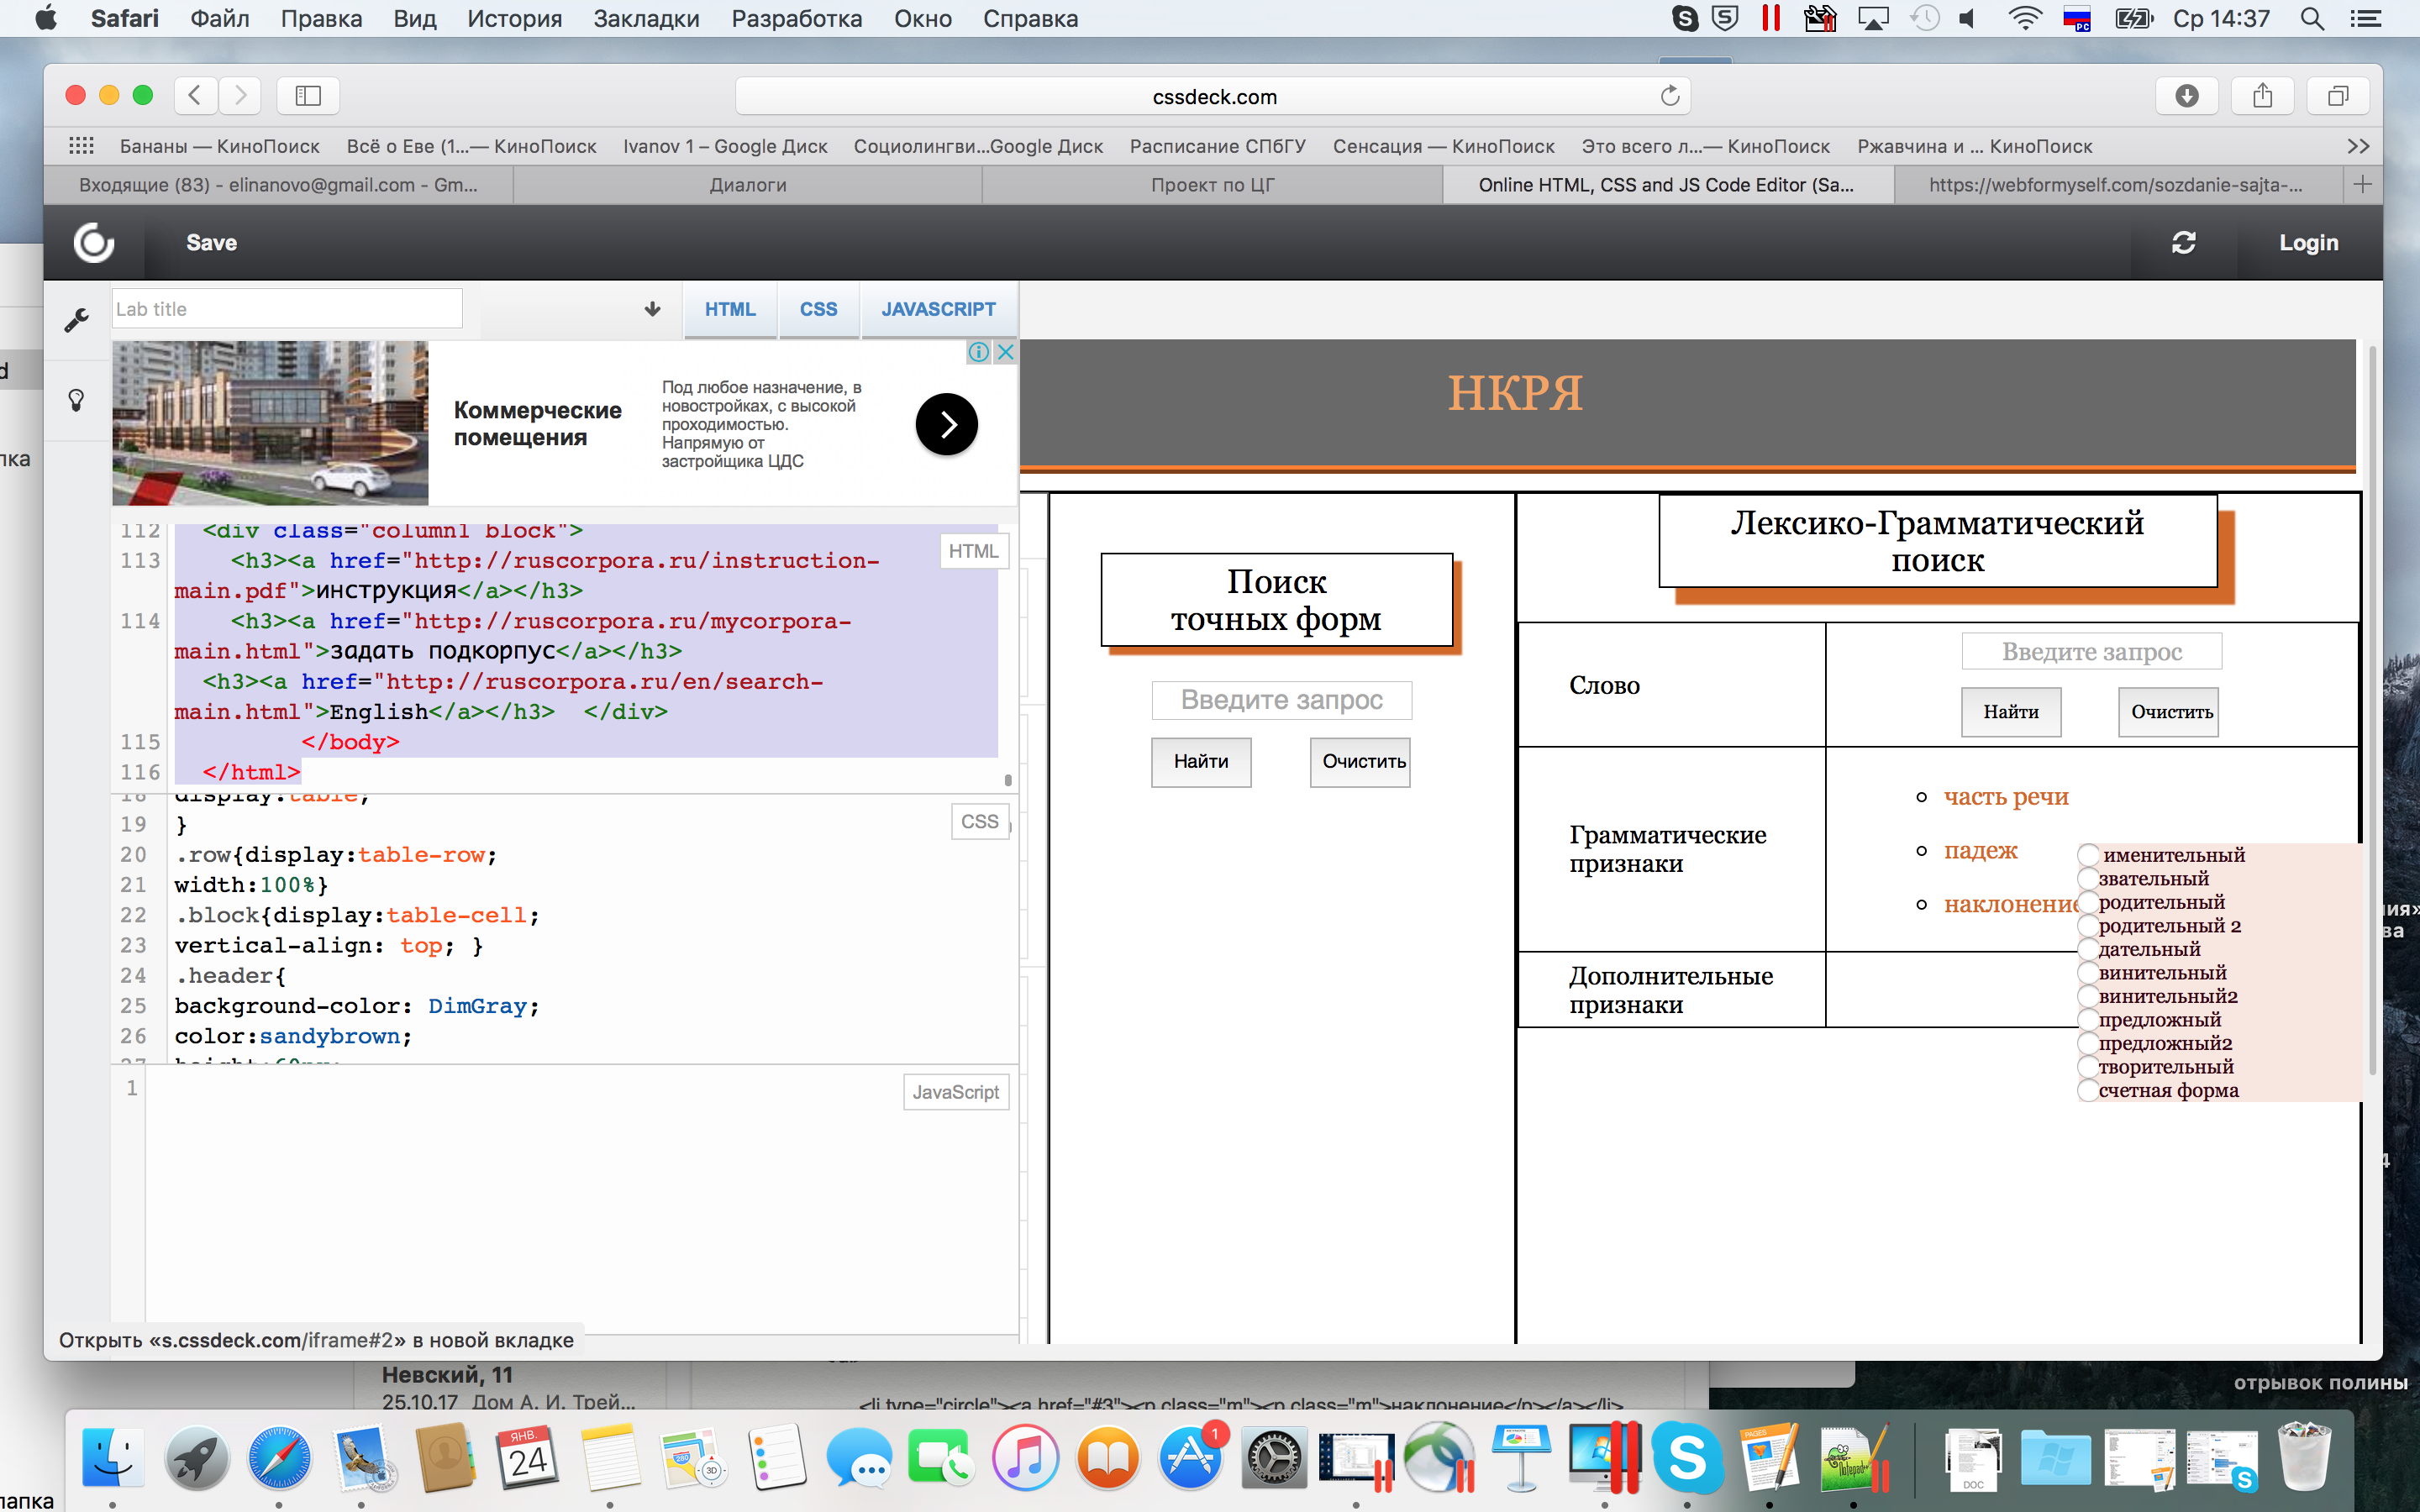 Safari Файл Правка Вид История Закладки Разработка Окно Справка Ср 14:37
cssdeck.com
Бананы — КиноПоиск Всё о Еве (1...— КиноПоиск Ivanov 1 – Google Диск Социолингви...Google Диск Расписание СПбГУ Сенсация — КиноПоиск Это всего л...— КиноПоиск Ржавчина и ... КиноПоиск
Входящие (83) - elinanovo@gmail.com - Gm... Диалоги Проект по ЦГ Online HTML, CSS and JS Code Editor (Sa... https://webformyself.com/sozdanie-sajta-...
Save Login
Lab title HTML CSS JAVASCRIPT
Коммерческие
помещения
Под любое назначение, в
новостройках, с высокой
проходимостью.
Напрямую от
застройщика ЦДС
HTML
112 <div class="column1 block">
113 <h3><a href="http://ruscorpora.ru/instruction-
main.pdf">инструкция</a></h3>
114 <h3><a href="http://ruscorpora.ru/mycorpora-
main.html">задать подкорпус</a></h3>
<h3><a href="http://ruscorpora.ru/en/search-
main.html">English</a></h3> </div>
115 </body>
116 </html>
CSS
18 display:table;
19 }
20 .row{display:table-row;
21 width:100%}
22 .block{display:table-cell;
23 vertical-align: top; }
24 .header{
25 background-color: DimGray;
26 color:sandybrown;
27 height:60px;
1 JavaScript
НКРЯ
Поиск
точных форм
Введите запрос
Найти Очистить
Лексико-Грамматический
поиск
Слово
Введите запрос
Найти Очистить
Грамматические
признаки
часть речи
падеж
наклонение
именительный
звательный
родительный
родительный 2
дательный
винительный
винительный2
предложный
предложный2
творительный
счетная форма
Дополнительные
признаки
Открыть «s.cssdeck.com/iframe#2» в новой вкладке
Невский, 11
25.10.17 Дом А. И. Трей...
<li type="circle"><a href="#3"><p class="m"><p class="m">наклонение</p></a></li>
отрывок полины
ЯНВ.
24
280
3D
1
PAGES
Notepad
DOC